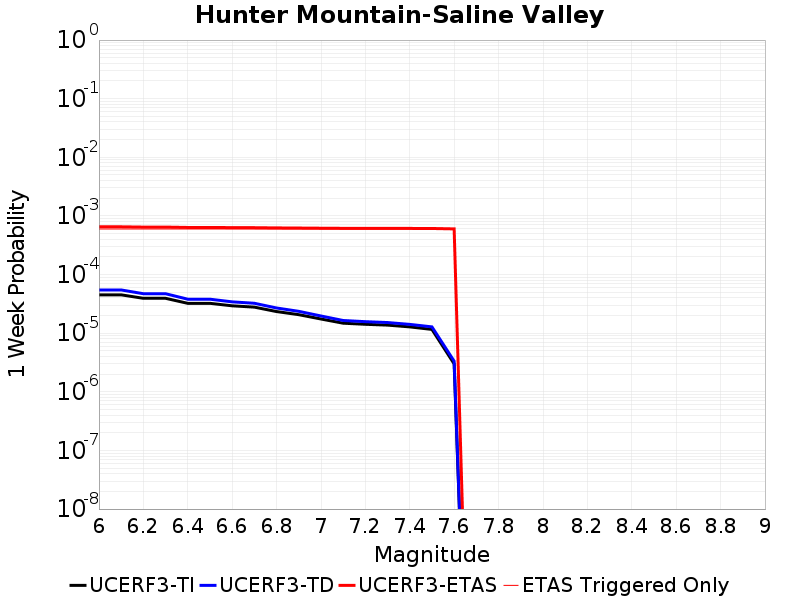 Hunter Mountain-Saline Valley
10^0
10^-1
10^-2
10^-3
10^-4
10^-5
10^-6
10^-7
10^-8
1 Week Probability
6 6.2 6.4 6.6 6.8 7 7.2 7.4 7.6 7.8 8 8.2 8.4 8.6 8.8 9
Magnitude
UCERF3-TI UCERF3-TD UCERF3-ETAS ETAS Triggered Only